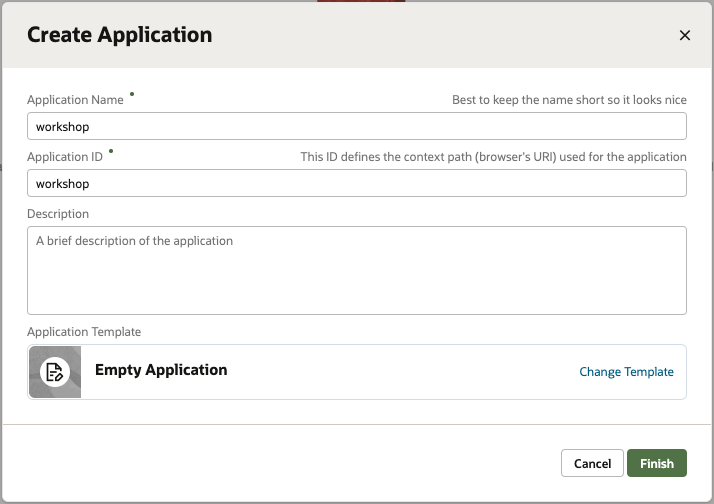 Create Application
Application Name
Best to keep the name short so it looks nice
workshop
Application ID
This ID defines the context path (browser's URI) used for the application
workshop
Description
A brief description of the application
Application Template
Empty Application
Change Template
Cancel
Finish